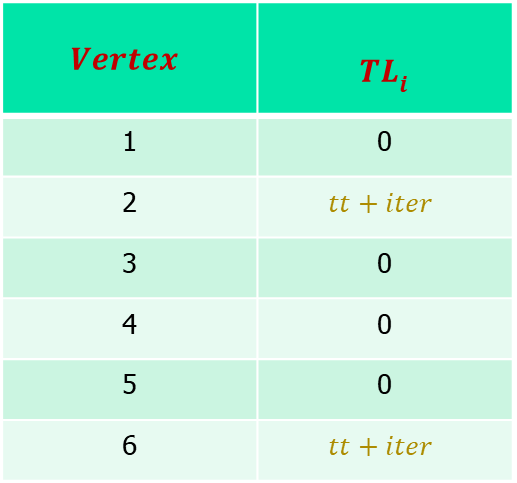 Vertex TLᵢ
1 0
2 tt + iter
3 0
4 0
5 0
6 tt + iter